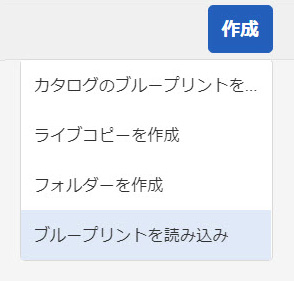 作成
カタログのブループリントを...
ライブコピーを作成
フォルダーを作成
ブループリントを読み込み